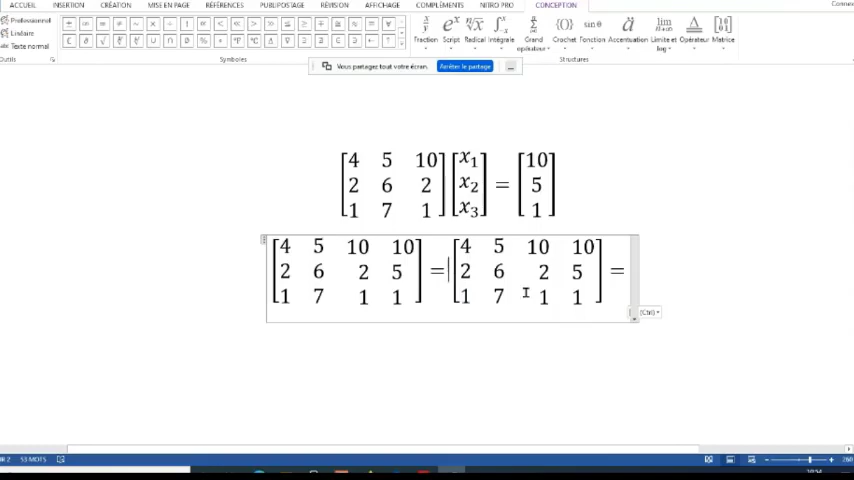 ACCUEIL INSERTION CRÉATION MISE EN PAGE RÉFÉRENCES PUBLIPOSTAGE RÉVISION AFFICHAGE COMPLÉMENTS NITRO PRO CONCEPTION Connex
Professionnel
Linéaire
Texte normal
Fraction Script Radical Intégrale Grand opérateur Crochet Fonction Accentuation Limite et log Opérateur Matrice
Outils Symboles Structures
Vous partagez tout votre écran. Arrêter le partage
[4 5 10] [x₁] [10]
[2 6 2] [x₂] = [5]
[1 7 1] [x₃] [1]
[4 5 10 10] [4 5 10 10]
[2 6 2 5] = [2 6 2 5] =
[1 7 1 1] [1 7 1 1]
(Ctrl)
53 MOTS